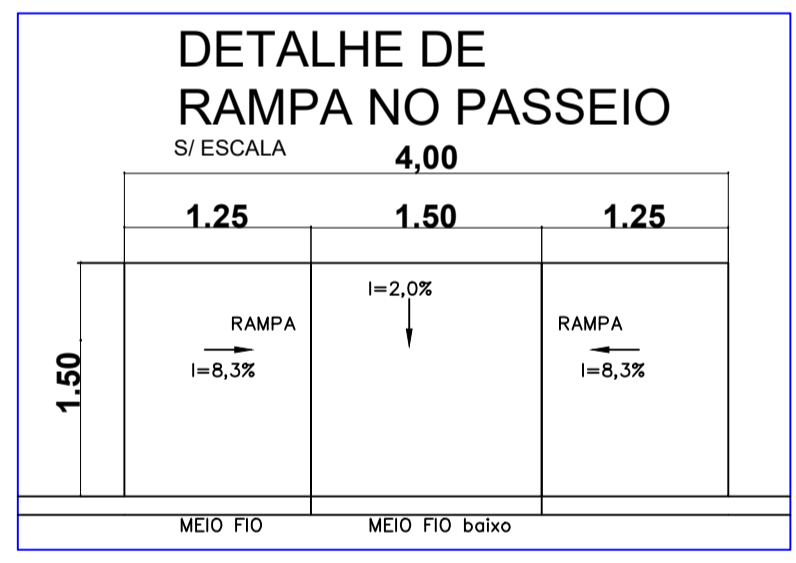 DETALHE DE
RAMPA NO PASSEIO
S/ ESCALA
4,00
1.25 1.50 1.25
I=2,0%
RAMPA RAMPA
I=8,3% I=8,3%
1.50
MEIO FIO MEIO FIO baixo